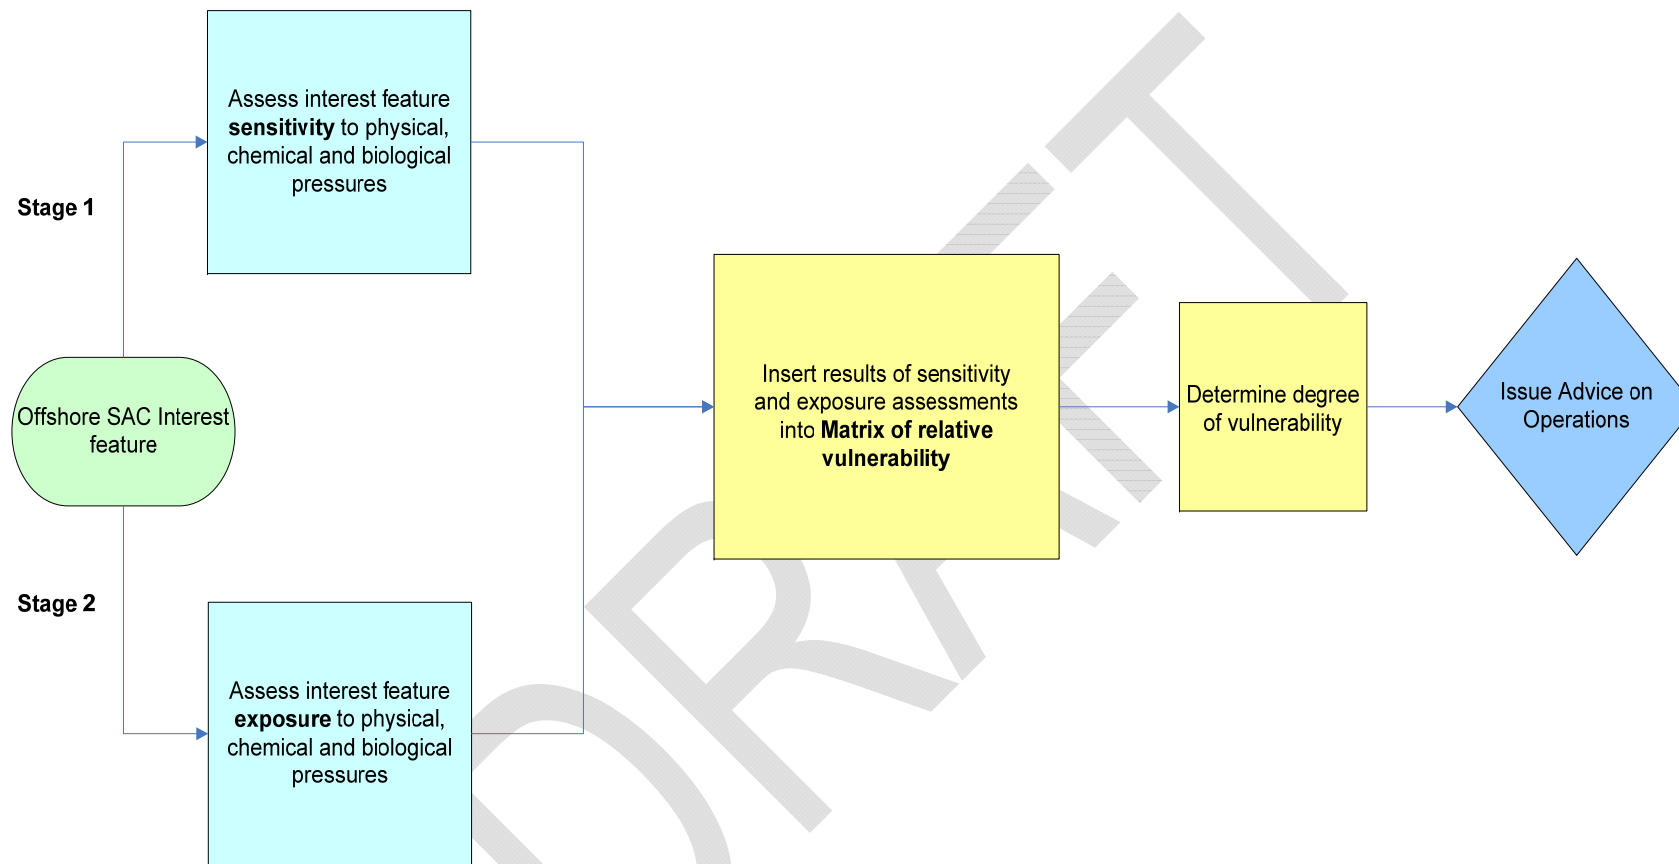 Assess interest feature
sensitivity to physical,
chemical and biological
pressures
Stage 1
Offshore SAC Interest
feature
Stage 2
Assess interest feature
exposure to physical,
chemical and biological
pressures
Insert results of sensitivity
and exposure assessments
into Matrix of relative
vulnerability
Determine degree
of vulnerability
Issue Advice on
Operations
DRAFT